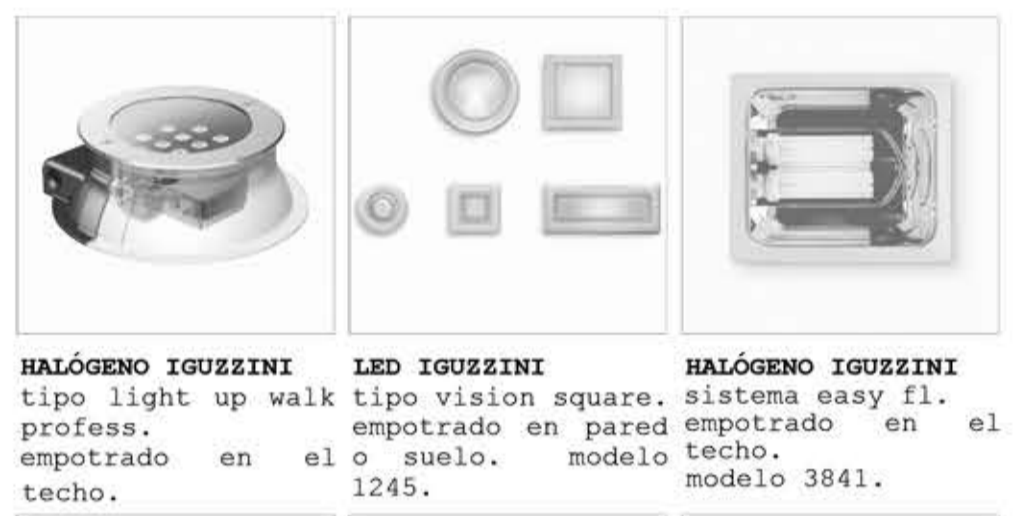 HALÓGENO IGUZZINI
tipo light up walk
profess.
empotrado en el
techo.
LED IGUZZINI
tipo vision square.
empotrado en pared
o suelo. modelo
1245.
HALÓGENO IGUZZINI
sistema easy fl.
empotrado en el
techo.
modelo 3841.